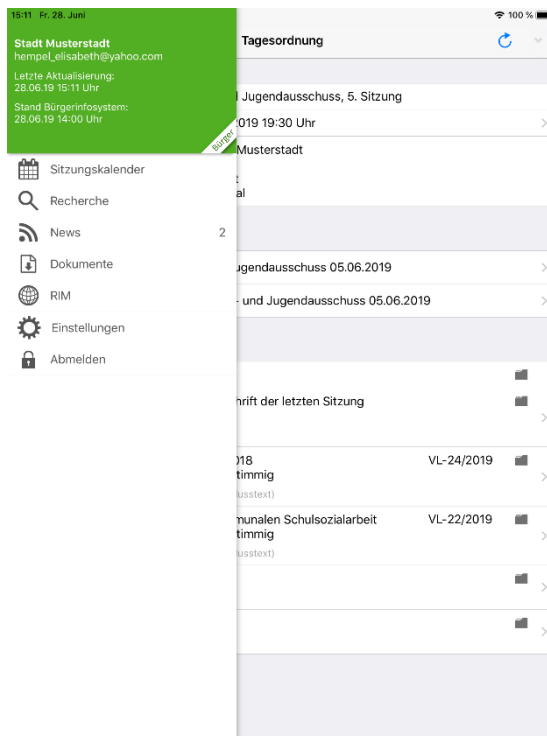 15:11 Fr. 28. Juni
100 %
Stadt Musterstadt
hempel_elisabeth@yahoo.com
Letzte Aktualisierung:
28.06.19 15:11 Uhr
Stand Bürgerinfosystem:
28.06.19 14:00 Uhr
Bürger
Sitzungskalender
Recherche
News 2
Dokumente
RIM
Einstellungen
Abmelden
Tagesordnung
Jugendausschuss, 5. Sitzung
019 19:30 Uhr
Musterstadt
t
al
ugendausschuss 05.06.2019
- und Jugendausschuss 05.06.2019
hrift der letzten Sitzung
018 VL-24/2019
timmig
usstext)
munalen Schulsozialarbeit VL-22/2019
timmig
usstext)